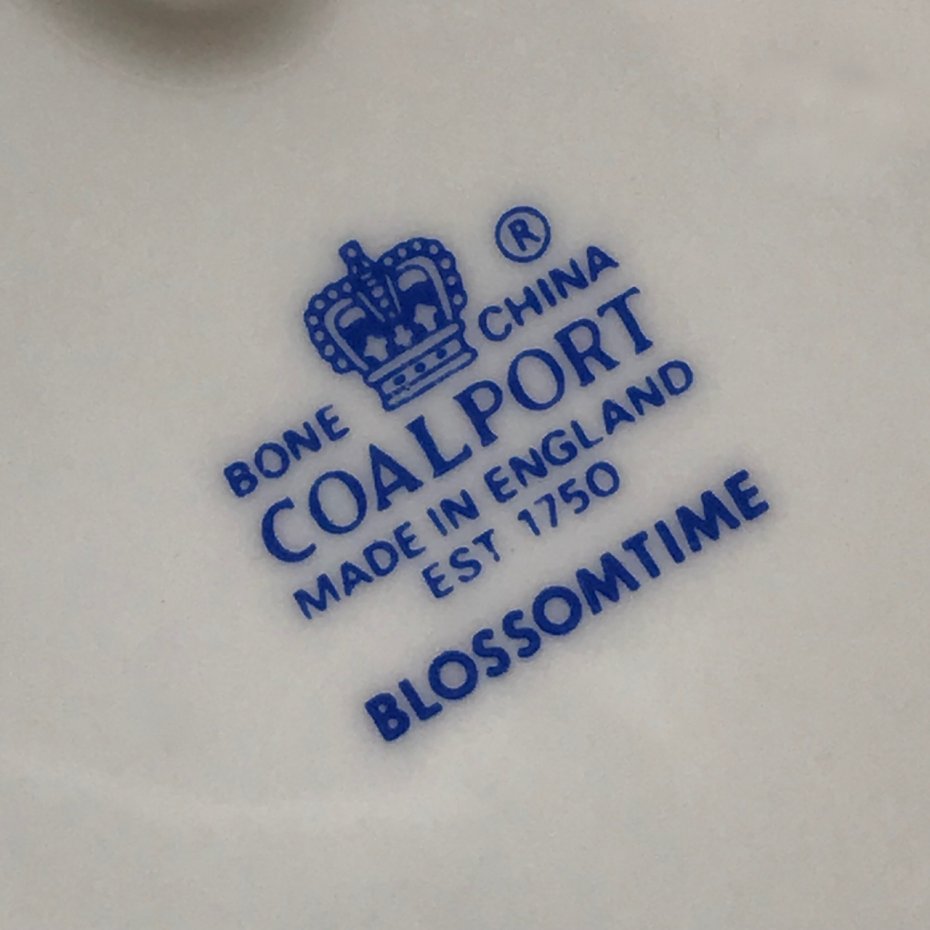 ®
BONE CHINA
COALPORT
MADE IN ENGLAND
EST 1750
BLOSSOMTIME